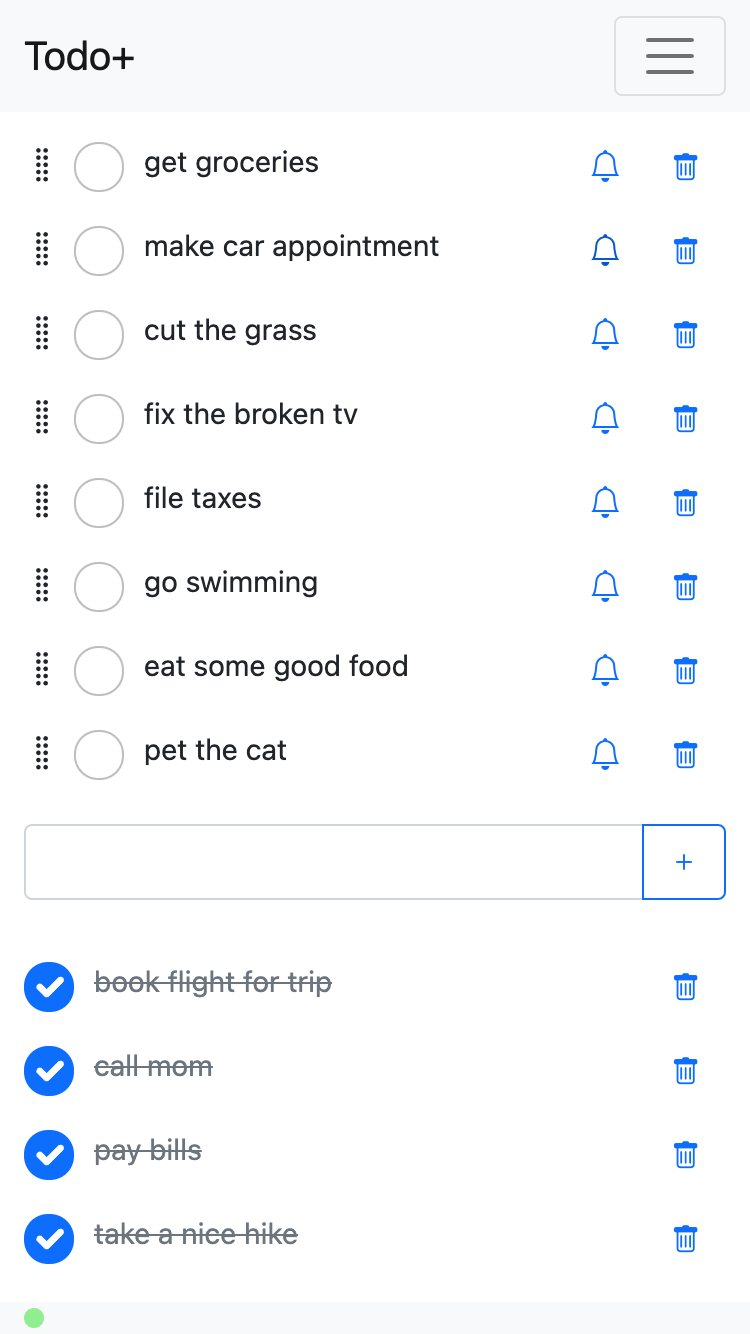 Todo+
get groceries
make car appointment
cut the grass
fix the broken tv
file taxes
go swimming
eat some good food
pet the cat
+
book flight for trip
call mom
pay bills
take a nice hike